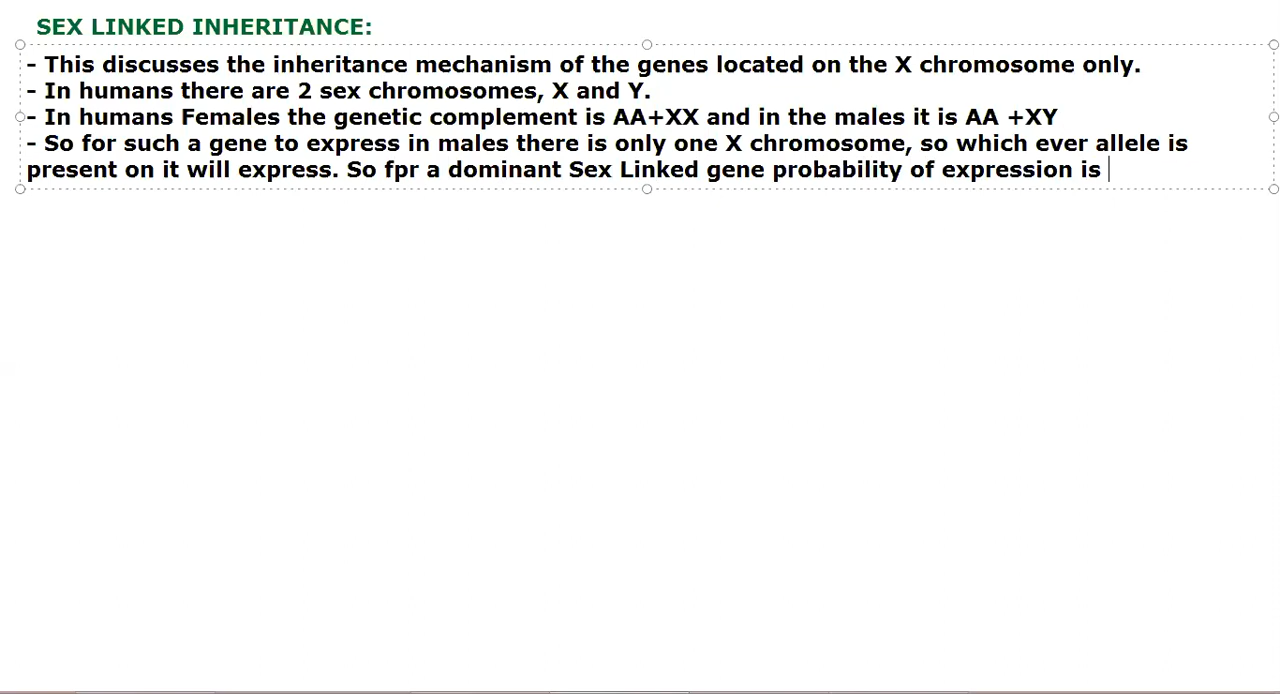 SEX LINKED INHERITANCE:
- This discusses the inheritance mechanism of the genes located on the X chromosome only.
- In humans there are 2 sex chromosomes, X and Y.
- In humans Females the genetic complement is AA+XX and in the males it is AA +XY
- So for such a gene to express in males there is only one X chromosome, so which ever allele is
present on it will express. So fpr a dominant Sex Linked gene probability of expression is